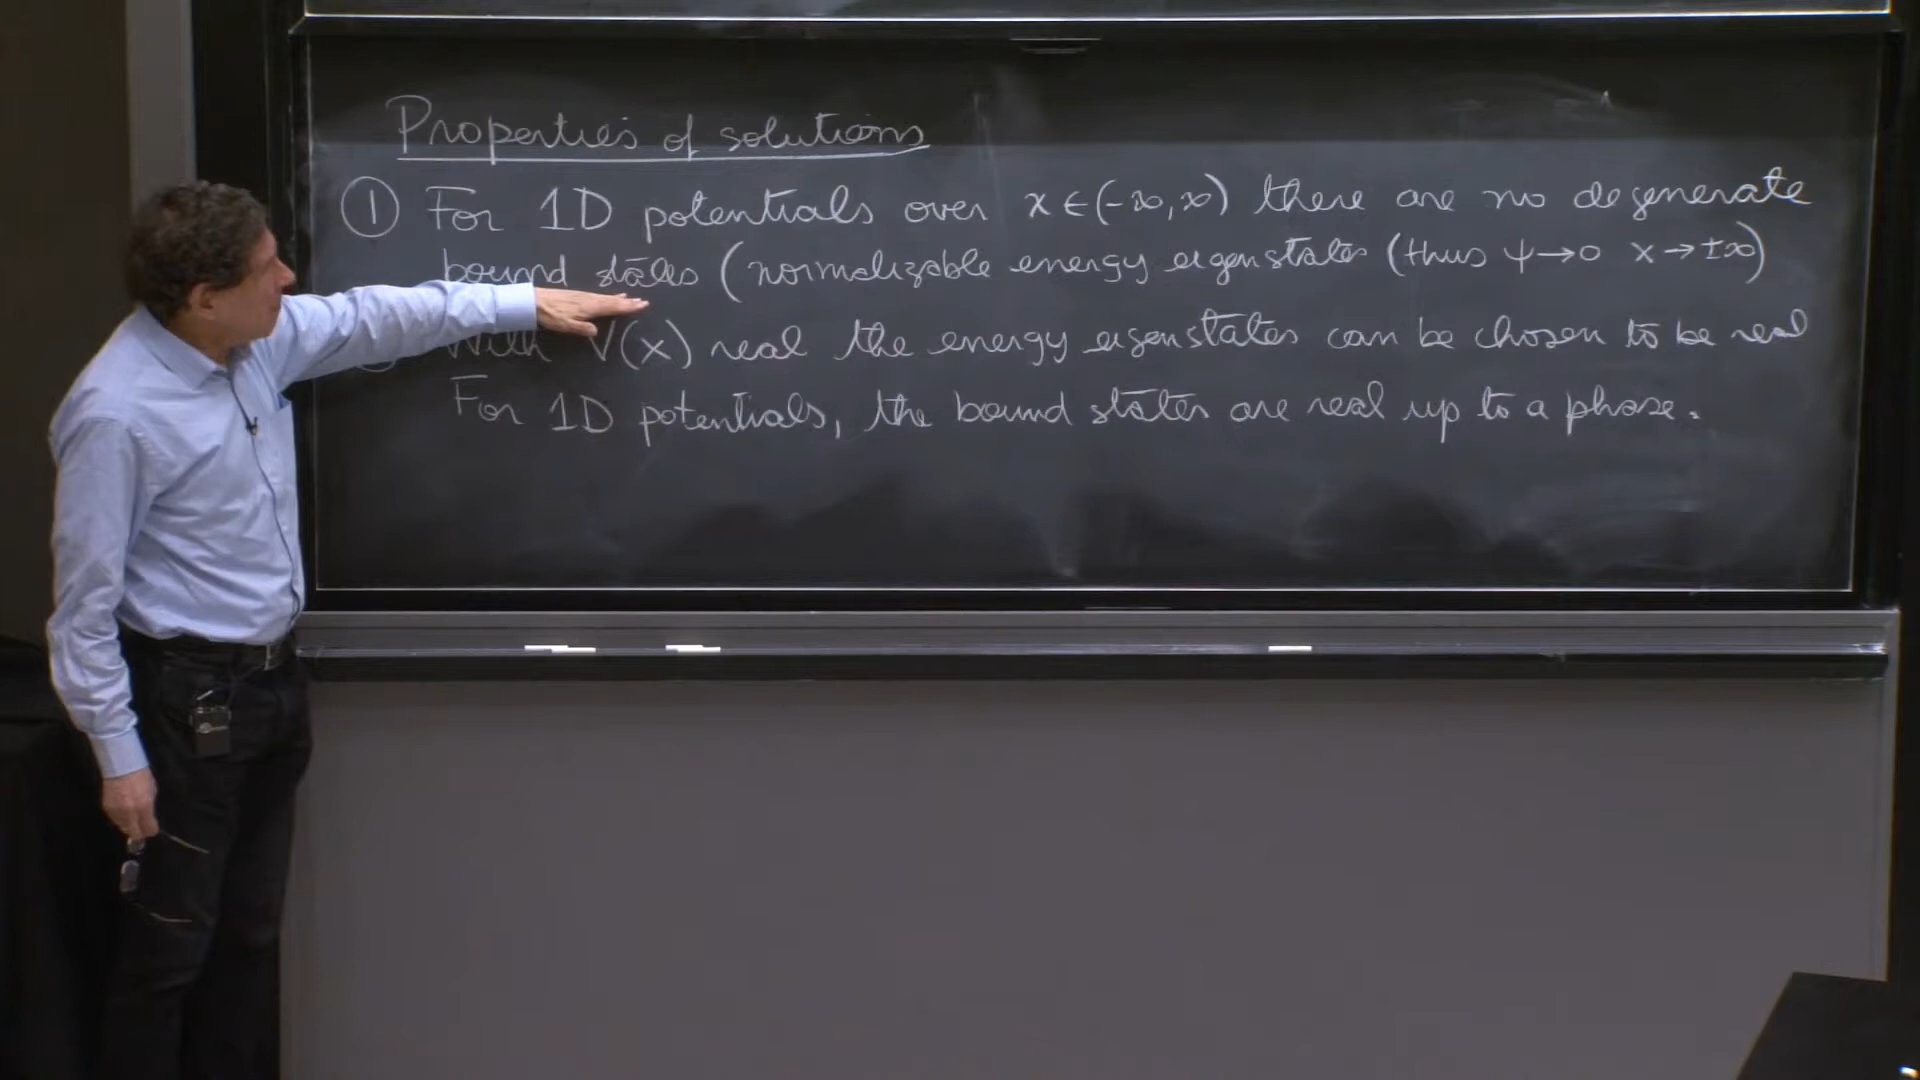 Properties of solutions
① For 1D potentials over x ∈ (-∞, ∞) there are no degenerate
bound states (normalizable energy eigenstates (thus ψ → 0 x → ±∞)
With V(x) real the energy eigenstates can be chosen to be real
For 1D potentials, the bound states are real up to a phase.